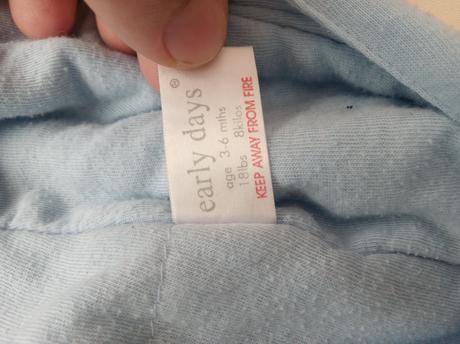 early days®
age 3-6 mths
18lbs 8kilos
KEEP AWAY FROM FIRE